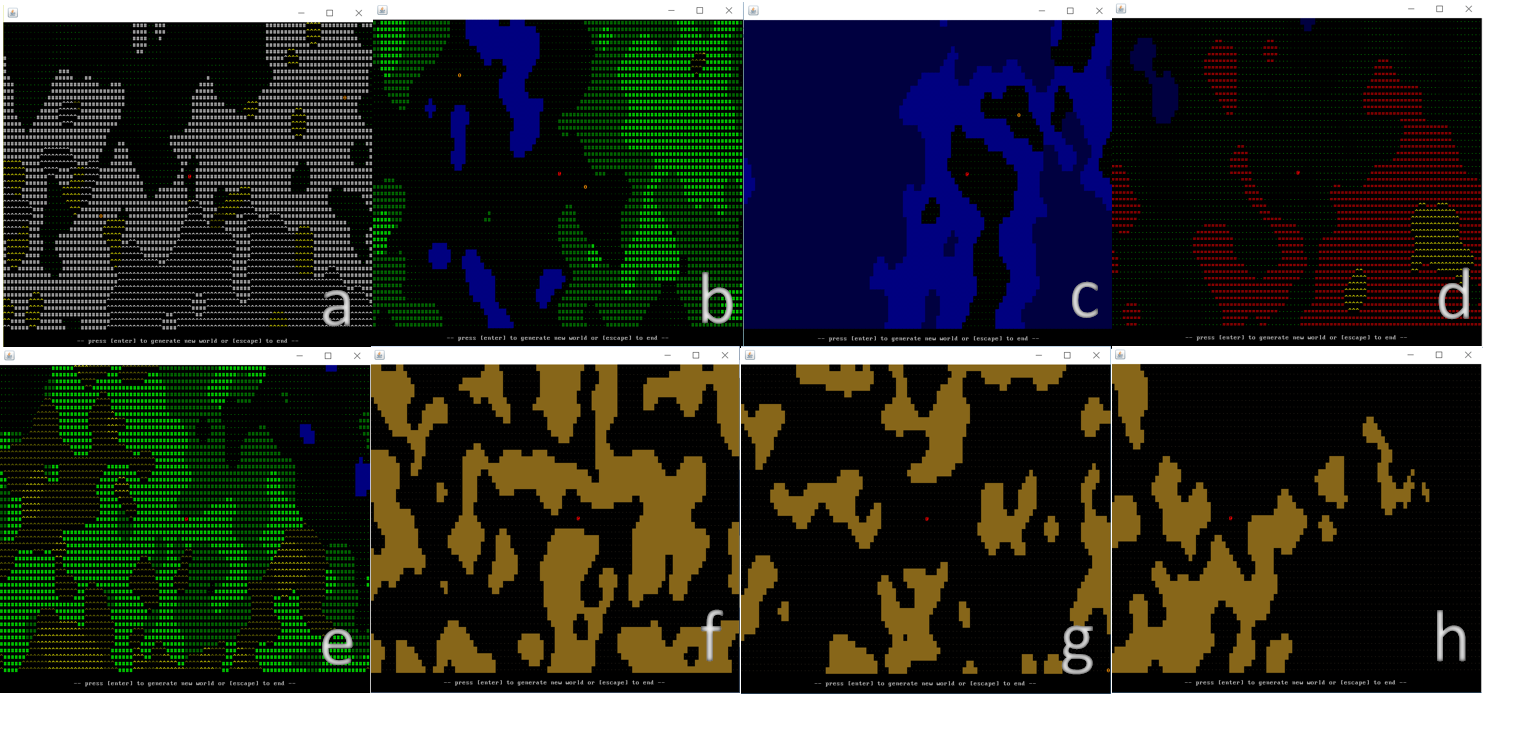 -- press [enter] to generate new world or [escape] to end --
a
-- press [enter] to generate new world or [escape] to end --
b
-- press [enter] to generate new world or [escape] to end --
c
-- press [enter] to generate new world or [escape] to end --
d
-- press [enter] to generate new world or [escape] to end --
e
-- press [enter] to generate new world or [escape] to end --
f
-- press [enter] to generate new world or [escape] to end --
g
-- press [enter] to generate new world or [escape] to end --
h